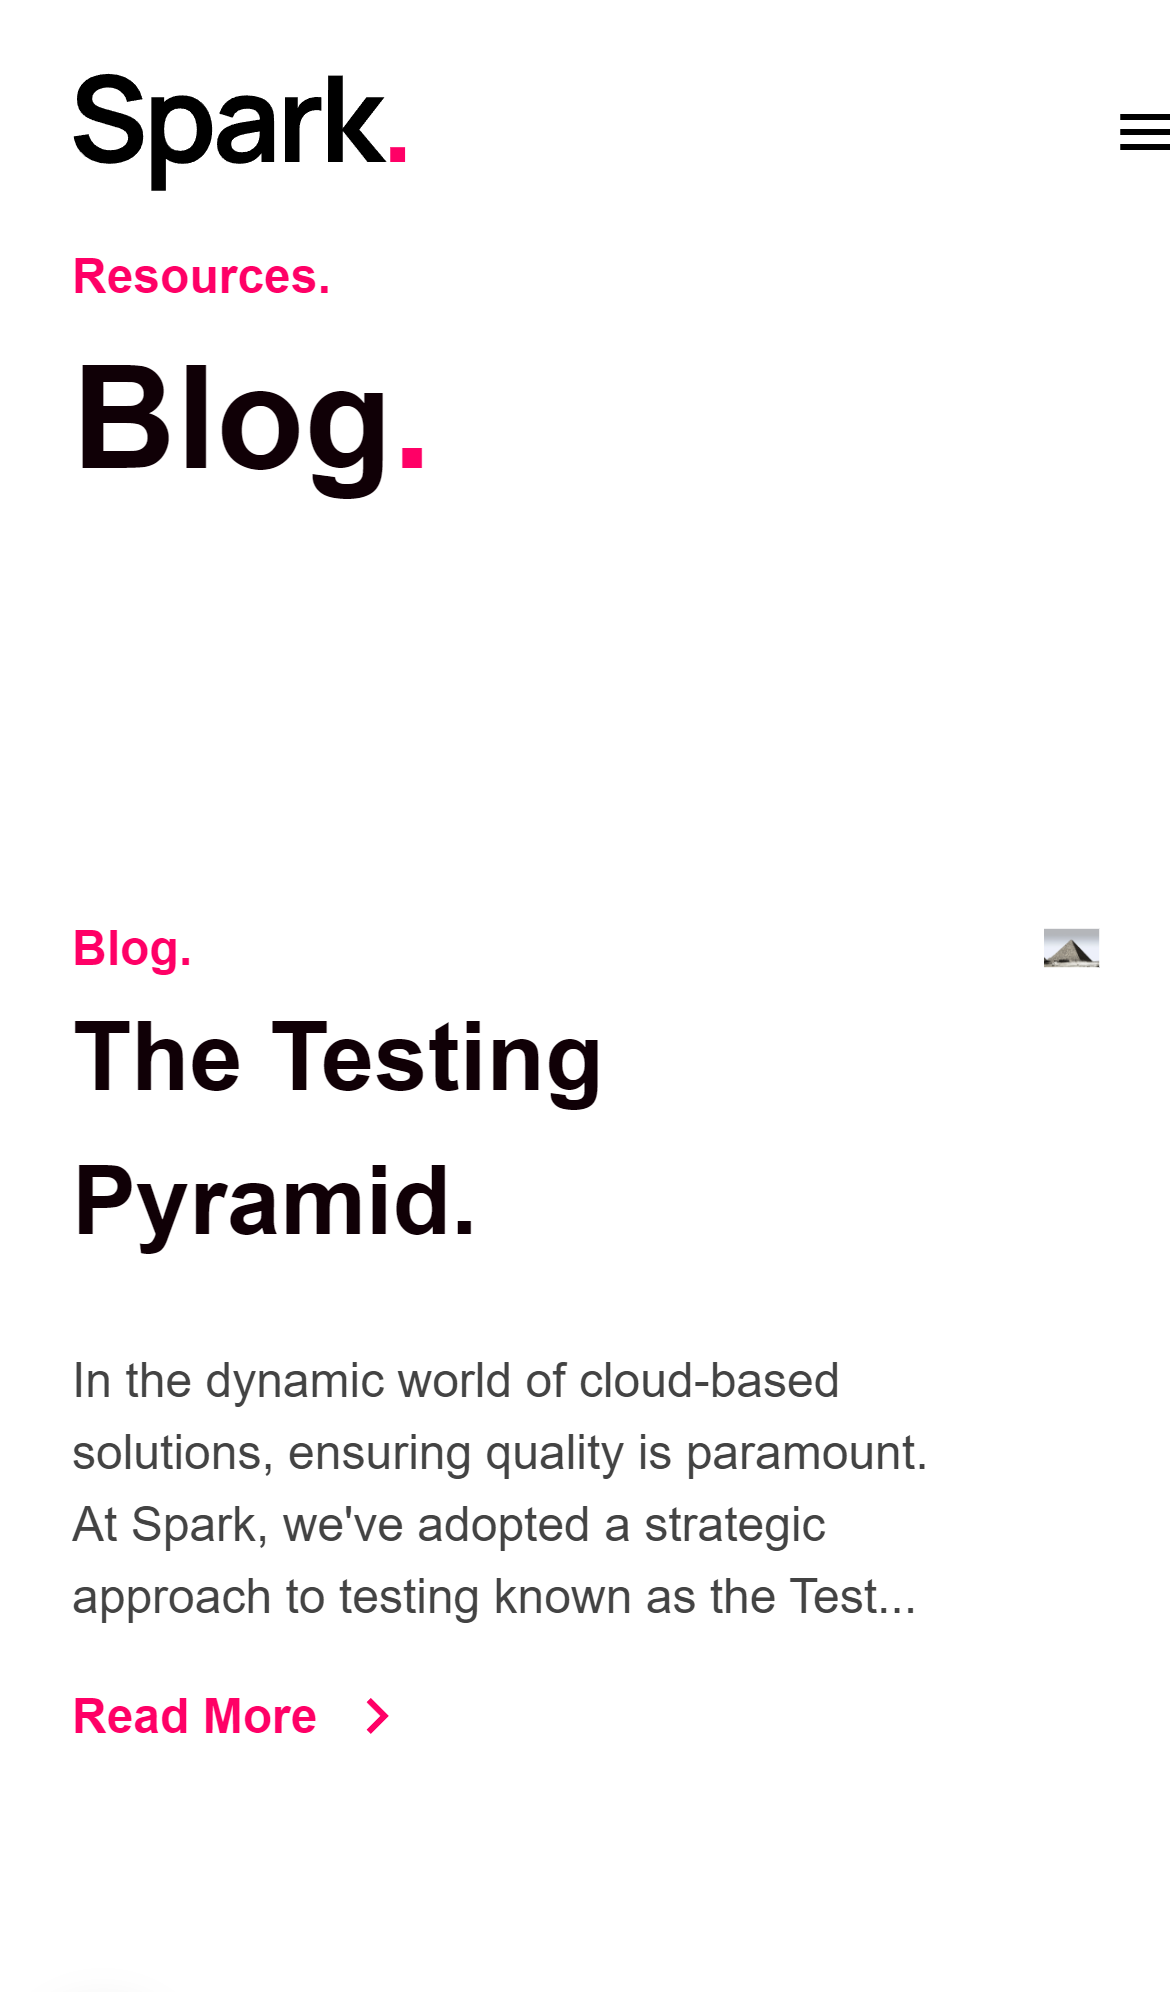 Spark.
Resources.
Blog.
Blog.
The Testing
Pyramid.
In the dynamic world of cloud-based
solutions, ensuring quality is paramount.
At Spark, we've adopted a strategic
approach to testing known as the Test...
Read More